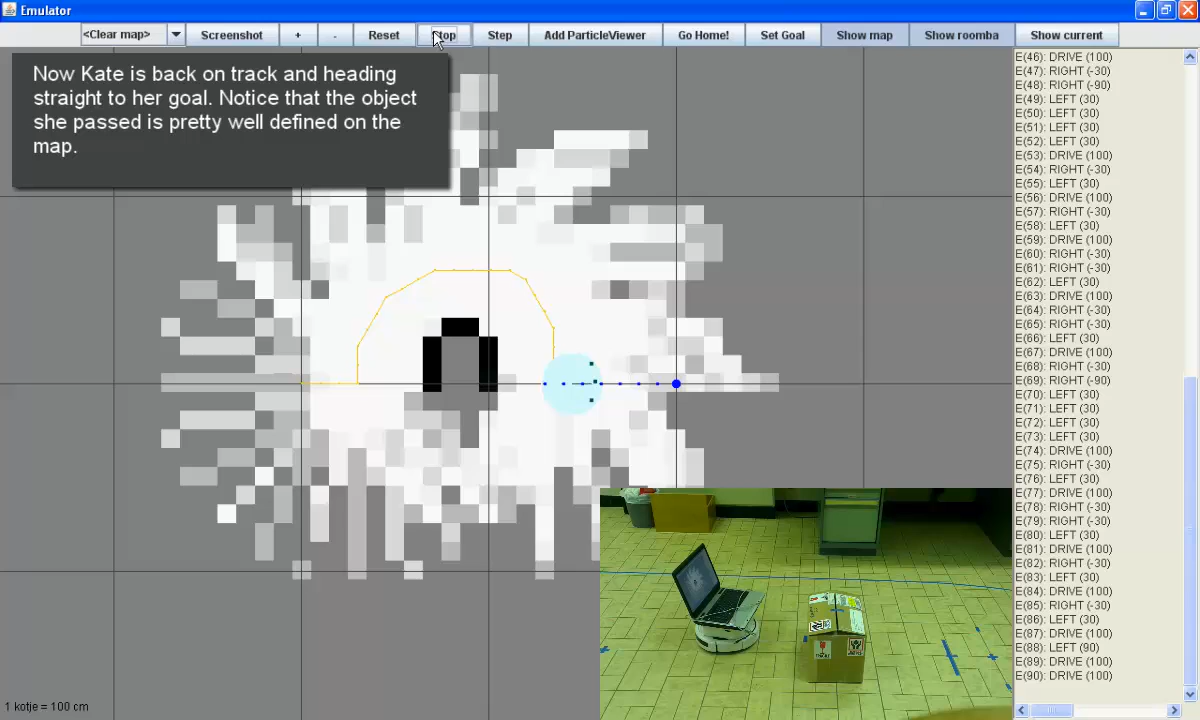 Emulator
<Clear map> Screenshot + - Reset Stop Step Add ParticleViewer Go Home! Set Goal Show map Show roomba Show current
Now Kate is back on track and heading
straight to her goal. Notice that the object
she passed is pretty well defined on the
map.
E(46): DRIVE (100)
E(47): RIGHT (-30)
E(48): RIGHT (-90)
E(49): LEFT (30)
E(50): LEFT (30)
E(51): LEFT (30)
E(52): LEFT (30)
E(53): DRIVE (100)
E(54): RIGHT (-30)
E(55): LEFT (30)
E(56): DRIVE (100)
E(57): RIGHT (-30)
E(58): LEFT (30)
E(59): DRIVE (100)
E(60): RIGHT (-30)
E(61): RIGHT (-30)
E(62): LEFT (30)
E(63): DRIVE (100)
E(64): RIGHT (-30)
E(65): RIGHT (-30)
E(66): LEFT (30)
E(67): DRIVE (100)
E(68): RIGHT (-30)
E(69): RIGHT (-90)
E(70): LEFT (30)
E(71): LEFT (30)
E(72): LEFT (30)
E(73): LEFT (30)
E(74): DRIVE (100)
E(75): RIGHT (-30)
E(76): LEFT (30)
E(77): DRIVE (100)
E(78): RIGHT (-30)
E(79): RIGHT (-30)
E(80): LEFT (30)
E(81): DRIVE (100)
E(82): RIGHT (-30)
E(83): LEFT (30)
E(84): DRIVE (100)
E(85): RIGHT (-30)
E(86): LEFT (30)
E(87): DRIVE (100)
E(88): LEFT (90)
E(89): DRIVE (100)
E(90): DRIVE (100)
1 kotje = 100 cm